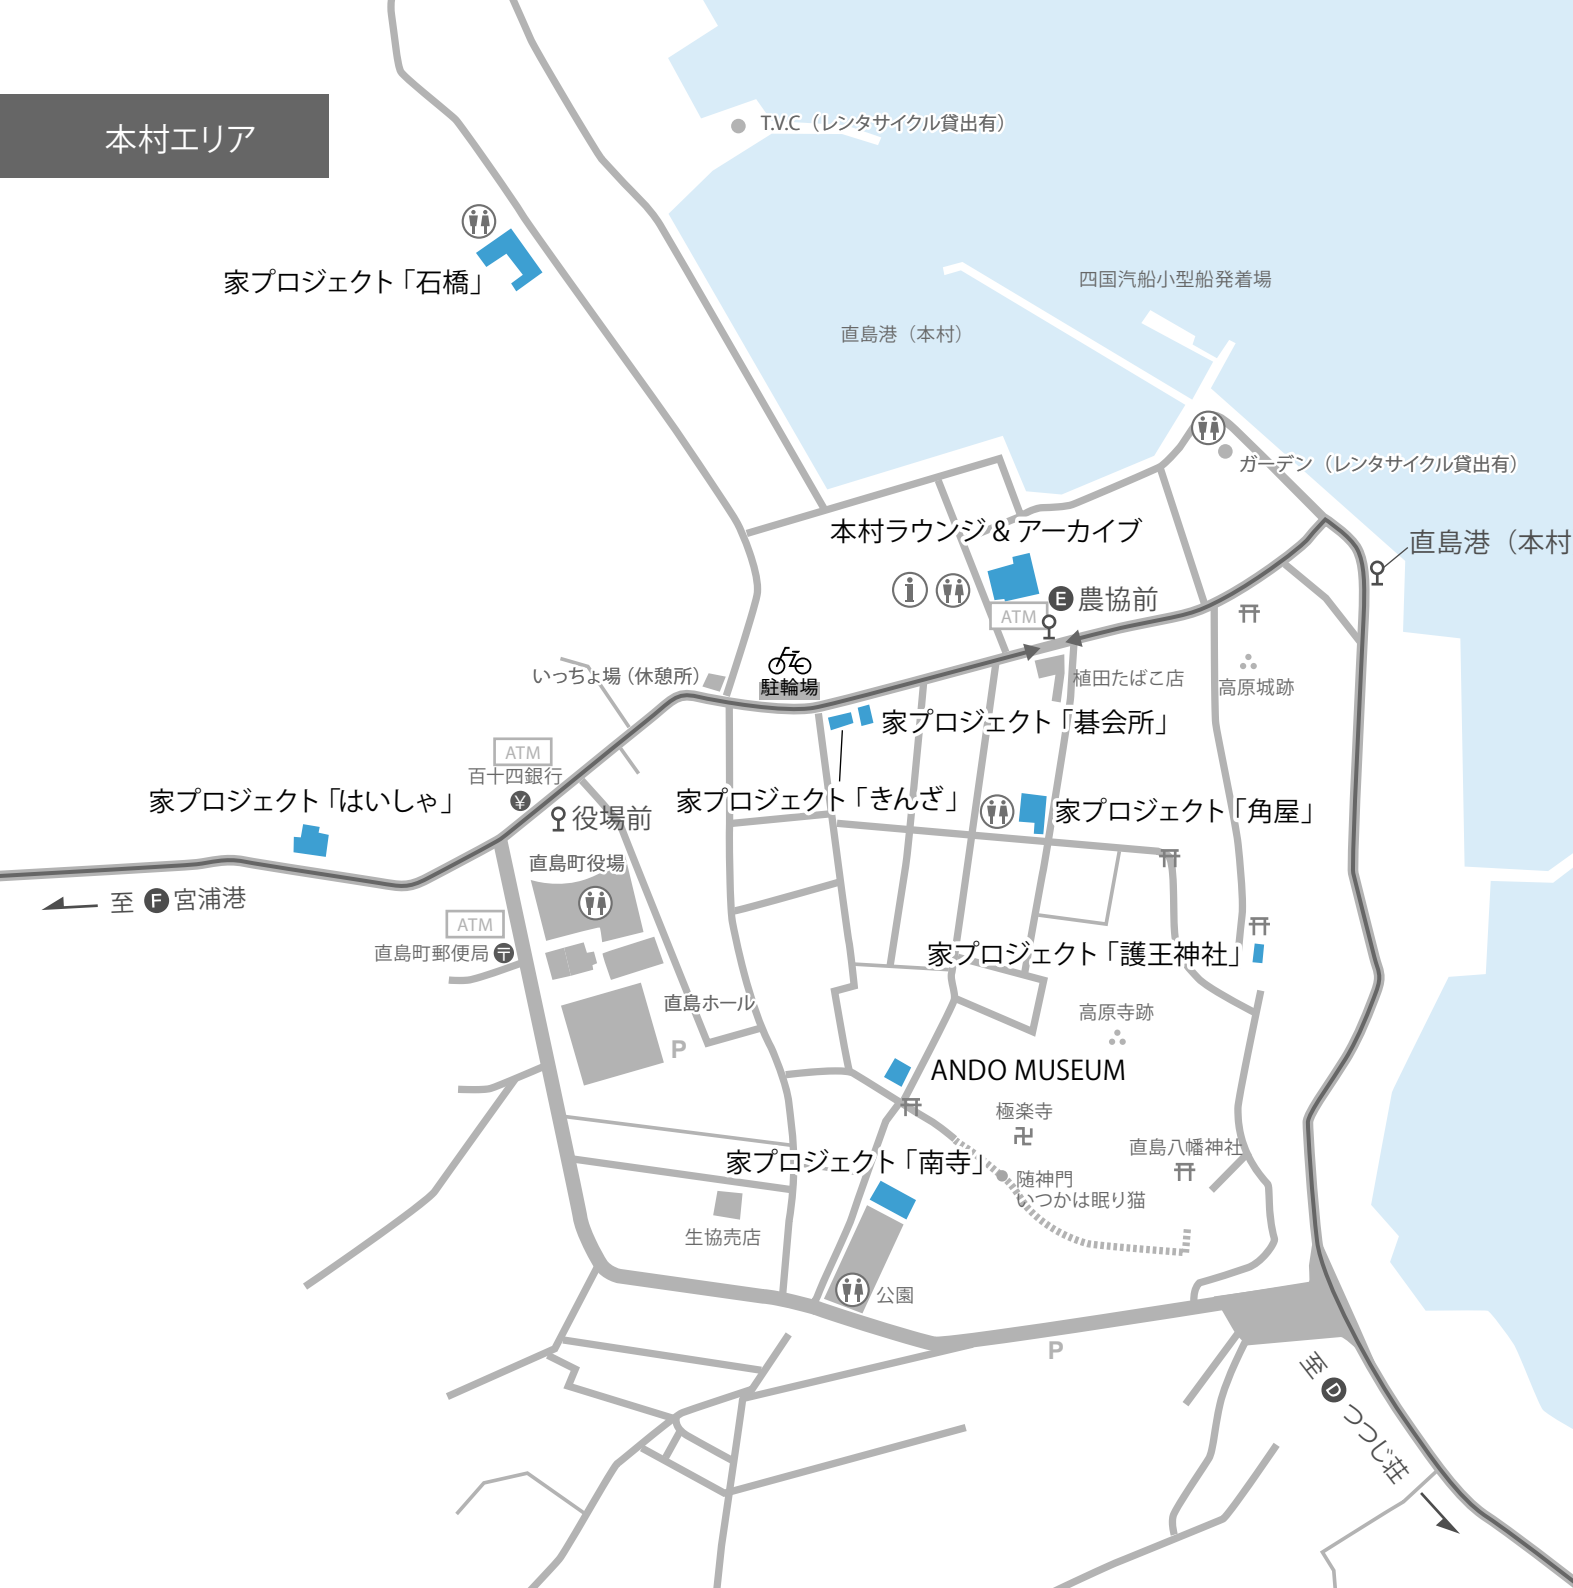 本村エリア
T.V.C（レンタサイクル貸出有）
家プロジェクト「石橋」
四国汽船小型船発着場
直島港（本村）
ガーデン（レンタサイクル貸出有）
直島港（本村
本村ラウンジ & アーカイブ
E 農協前
ATM
いっちょ場（休憩所）
駐輪場
植田たばこ店
高原城跡
家プロジェクト「碁会所」
ATM
百十四銀行
¥
家プロジェクト「はいしゃ」
家プロジェクト「きんざ」
役場前
家プロジェクト「角屋」
直島町役場
至 F 宮浦港
ATM
直島町郵便局 〒
家プロジェクト「護王神社」
直島ホール
P
高原寺跡
ANDO MUSEUM
極楽寺
卍
直島八幡神社
家プロジェクト「南寺」
随神門
いつかは眠り猫
生協売店
公園
P
至 D つつじ荘